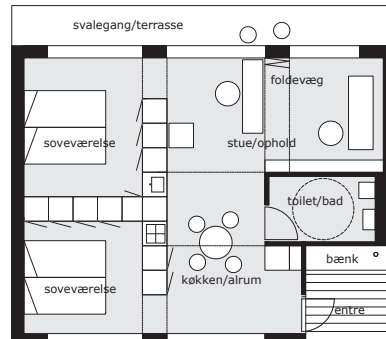 svalegang/terrasse
foldevæg
soveværelse
stue/ophold
toilet/bad
bænk
køkken/alrum
soveværelse
entre